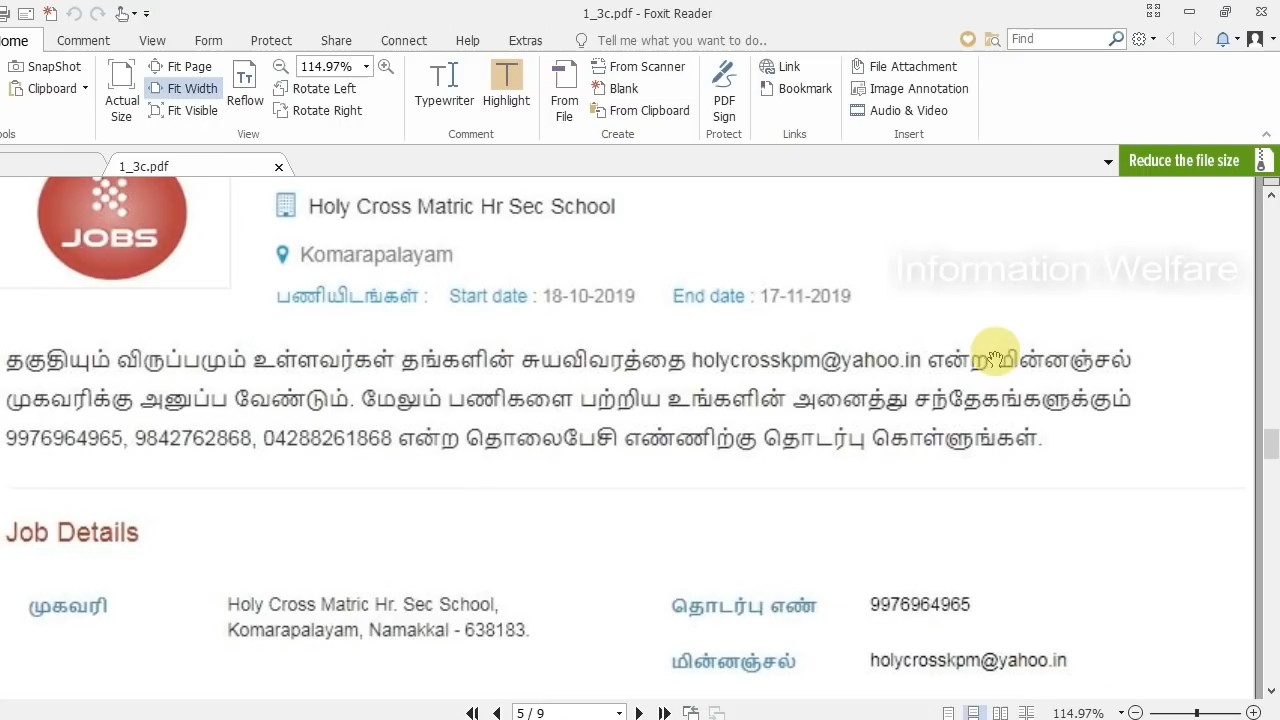 1_3c.pdf - Foxit Reader
Home Comment View Form Protect Share Connect Help Extras Tell me what you want to do.. Find
SnapShot Fit Page 114.97% From Scanner Link File Attachment
Clipboard Fit Width Rotate Left Blank Bookmark Image Annotation
Actual Size Fit Visible Reflow Rotate Right Typewriter Highlight From File From Clipboard PDF Sign Audio & Video
View Comment Create Protect Links Insert
1_3c.pdf Reduce the file size
JOBS
Holy Cross Matric Hr Sec School
Komarapalayam
Information Welfare
பணியிடங்கள் : Start date : 18-10-2019 End date : 17-11-2019
தகுதியும் விருப்பமும் உள்ளவர்கள் தங்களின் சுயவிவரத்தை holycrosskpm@yahoo.in என்ற மின்னஞ்சல்
முகவரிக்கு அனுப்ப வேண்டும். மேலும் பணிகளை பற்றிய உங்களின் அனைத்து சந்தேகங்களுக்கும்
9976964965, 9842762868, 04288261868 என்ற தொலைபேசி எண்ணிற்கு தொடர்பு கொள்ளுங்கள்.
Job Details
முகவரி Holy Cross Matric Hr. Sec School, தொடர்பு எண் 9976964965
Komarapalayam, Namakkal - 638183.
மின்னஞ்சல் holycrosskpm@yahoo.in
5 / 9 114.97%